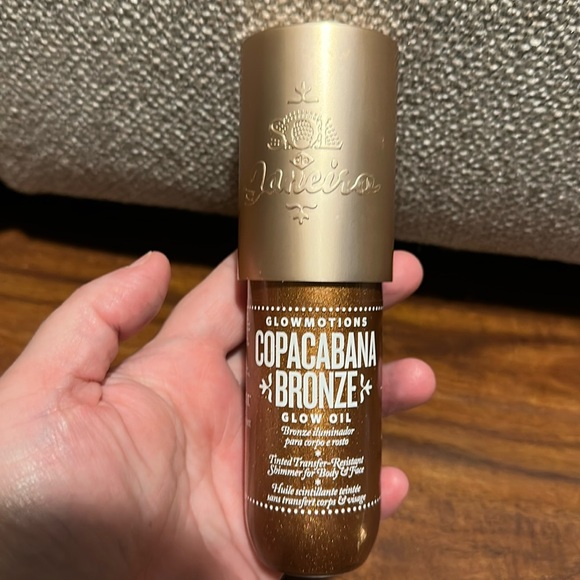 SOL
de
Janeiro
GLOWMOTIONS
COPACABANA
BRONZE
GLOW OIL
Bronze iluminador
para corpo e rosto
Tinted Transfer-Resistant
Shimmer for Body & Face
Huile scintillante teintée
sans transfert corps & visage